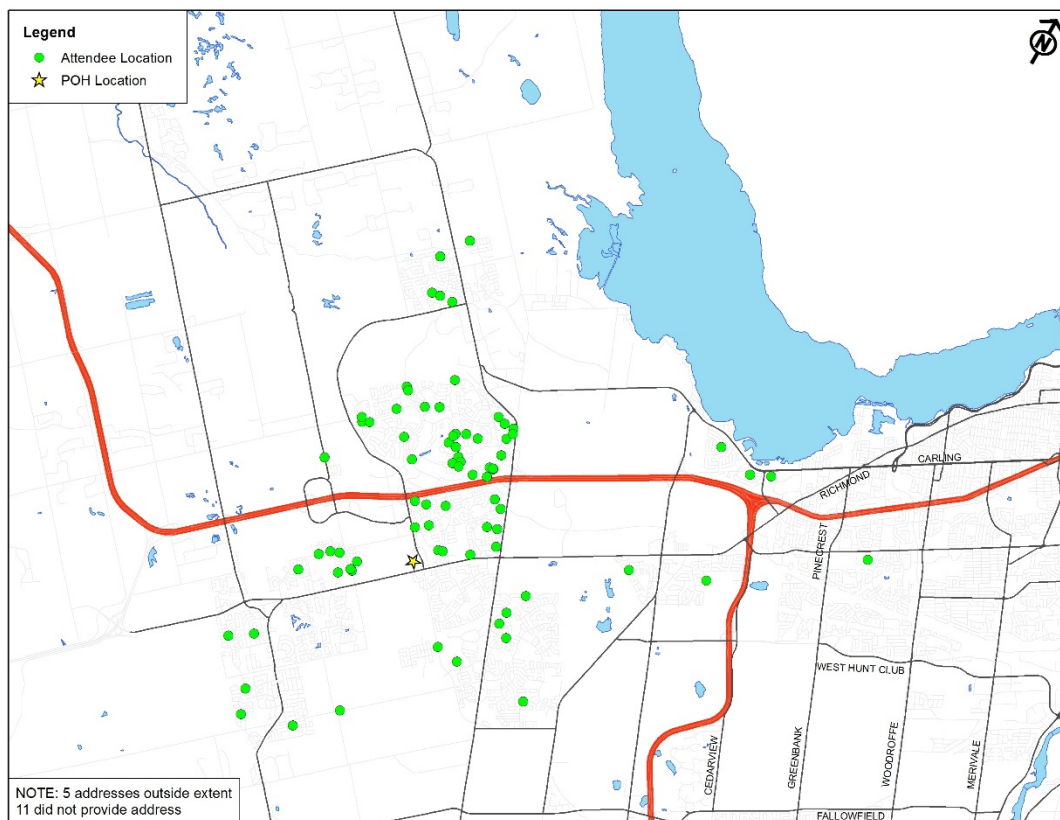 Legend
Attendee Location
POH Location
N
CARLING
RICHMOND
PINECREST
WEST HUNT CLUB
CEDARVIEW
GREENBANK
WOODROFFE
MERIVALE
FALLOWFIELD
NOTE: 5 addresses outside extent
11 did not provide address